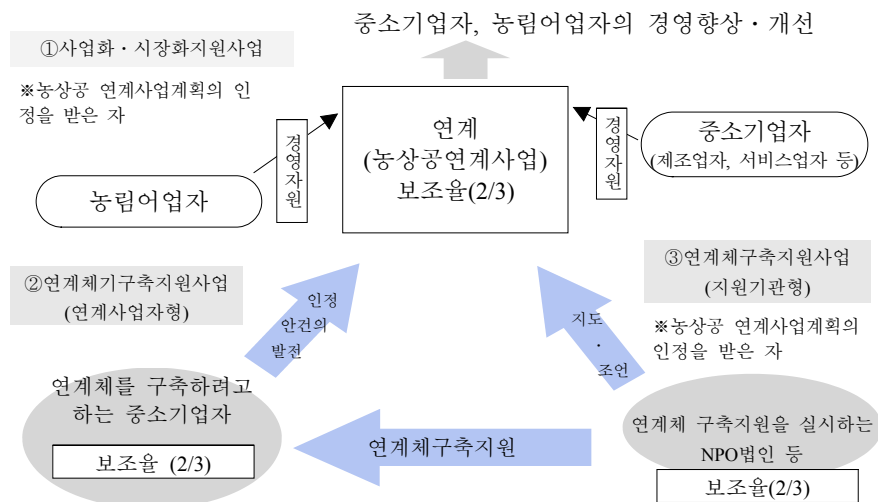 중소기업자, 농림어업자의 경영향상・개선
①사업화・시장화지원사업
※농상공 연계사업계획의 인
정을 받은 자
경영자원
농림어업자
연계
(농상공연계사업)
보조율(2/3)
경영자원
중소기업자
(제조업자, 서비스업자 등)
②연계체기구축지원사업
(연계사업자형)
인정
안건의
발전
③연계체구축지원사업
(지원기관형)
지도
・
조언
※농상공 연계사업계획의
인정을 받은 자
연계체를 구축하려고
하는 중소기업자
보조율 (2/3)
연계체구축지원
연계체 구축지원을 실시하는
NPO법인 등
보조율(2/3)